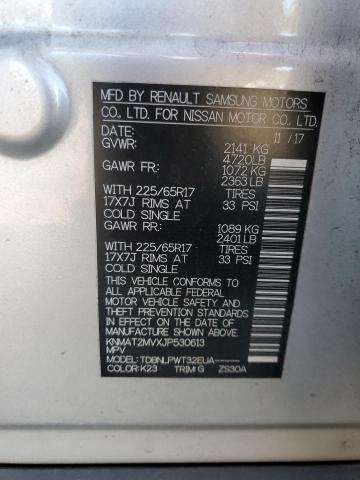 MFD BY RENAULT SAMSUNG MOTORS
CO., LTD. FOR NISSAN MOTOR CO., LTD.
DATE: 11 / 17
GVWR: 2141 KG
4720LB
GAWR FR: 1072 KG
2363 LB
WITH 225/65R17 TIRES
17X7J RIMS AT 33 PSI
COLD SINGLE
GAWR RR: 1089 KG
2401 LB
WITH 225/65R17 TIRES
17X7J RIMS AT 33 PSI
COLD SINGLE
THIS VEHICLE CONFORMS TO
ALL APPLICABLE FEDERAL
MOTOR VEHICLE SAFETY AND
THEFT PREVENTION STANDARDS
IN EFFECT ON THE DATE OF
MANUFACTURE SHOWN ABOVE.
KNMAT2MVXJP530613
MPV
MODEL: TDBNLPWT32EUA------
COLOR: K23 TRIM: G ZS30A